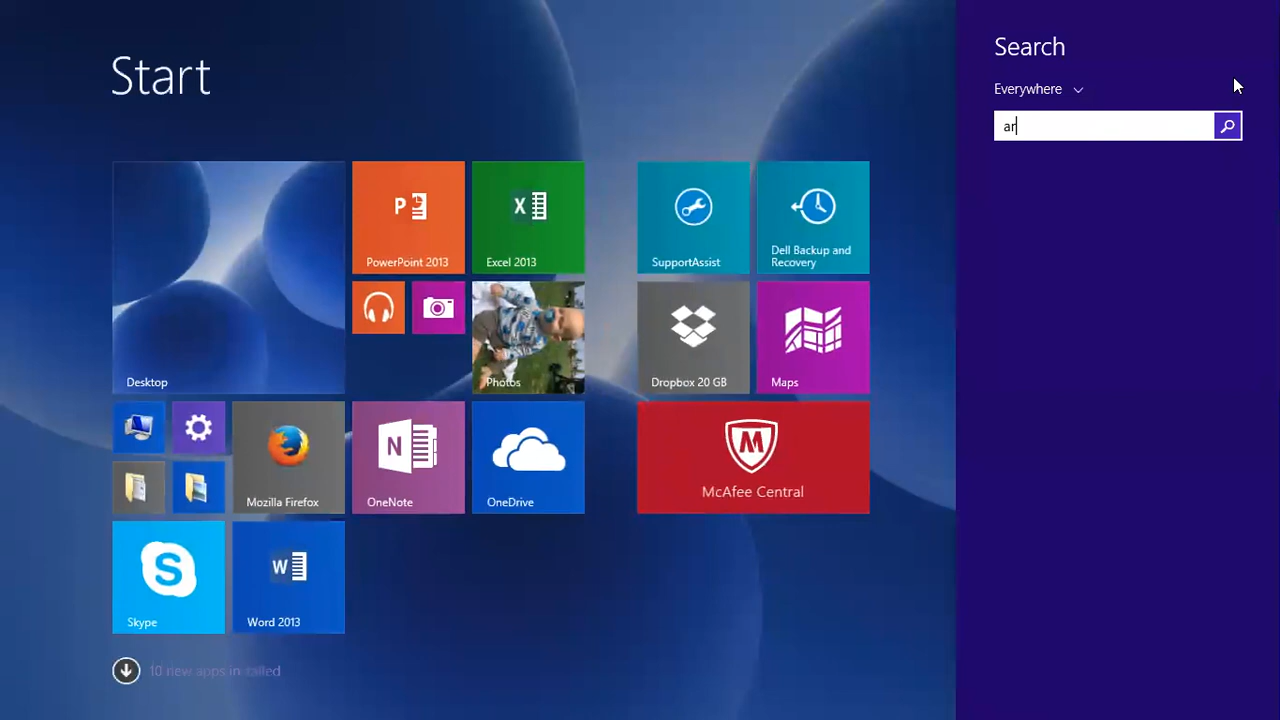 Start
Search
Everywhere
ar
PowerPoint 2013
Excel 2013
SupportAssist
Dell Backup and
Recovery
Desktop
Photos
Dropbox 20 GB
Maps
Mozilla Firefox
N
OneNote
OneDrive
M
McAfee Central
S
Skype
Word 2013
10 new apps installed